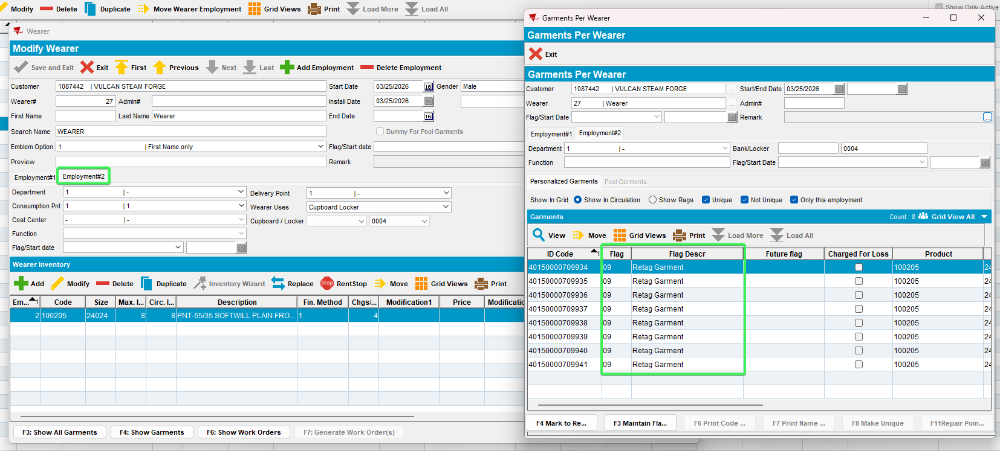 Modify Delete Duplicate Move Wearer Employment Grid Views Print Load More Load All
Show Only Active
Wearer
Modify Wearer
Save and Exit Exit First Previous Next Last Add Employment Delete Employment
Customer 1087442 | VULCAN STEAM FORGE Start Date 03/25/2026 16 Gender Male
Wearer# 27 Admin# Install Date 03/25/2026 16
First Name Last Name Wearer End Date 16
Search Name WEARER Dummy For Pool Garments
Emblem Option 1 | First Name only Flag/Start date
Preview Remark
Employment#1 Employment#2
Department 1 | - Delivery Point 1 | -
Consumption Pnt 1 | 1 Wearer Uses Cupboard Locker
Cost Center - | - Cupboard / Locker 0004
Function
Flag/Start date 16
Wearer Inventory
Add Modify Delete Duplicate Inventory Wizard Replace Stop RentStop Move Grid Views Print
Em... 1 Code Size Max. I... Circ. I... Description Fin. Method Chgs/... Modification1 Price Modificatio
2 100205 24024 8 8 PNT-65/35 SOFTWILL PLAIN FRO... 1 4
F3: Show All Garments F4: Show Garments F6: Show Work Orders F7: Generate Work Order(s)
Garments Per Wearer
Garments Per Wearer
Exit
Garments Per Wearer
Customer 1087442 | VULCAN STEAM FORGE ... Start/End Date 03/25/2026 16 16
Wearer 27 | Wearer ... Admin#
Flag/Start Date 16 Remark ...
Employment#1 Employment#2
Department 1 | - Bank/Locker 0004
Function Flag/Start Date 16
Personalized Garments Pool Garments
Show In Grid Show In Circulation Show Rags Unique Not Unique Only this employment
Garments Count : 8 Grid View All
View Move Grid Views Print Load More Load All
ID Code 1 Flag Flag Descr Future flag Charged For Loss Product
40150000709934 09 Retag Garment 100205 24
40150000709935 09 Retag Garment 100205 24
40150000709936 09 Retag Garment 100205 24
40150000709937 09 Retag Garment 100205 24
40150000709938 09 Retag Garment 100205 24
40150000709939 09 Retag Garment 100205 24
40150000709940 09 Retag Garment 100205 24
40150000709941 09 Retag Garment 100205 24
F4 Mark to Re... F3 Maintain Fla... F6 Print Code ... F7 Print Name ... F8 Make Unique F11Repair Poin...